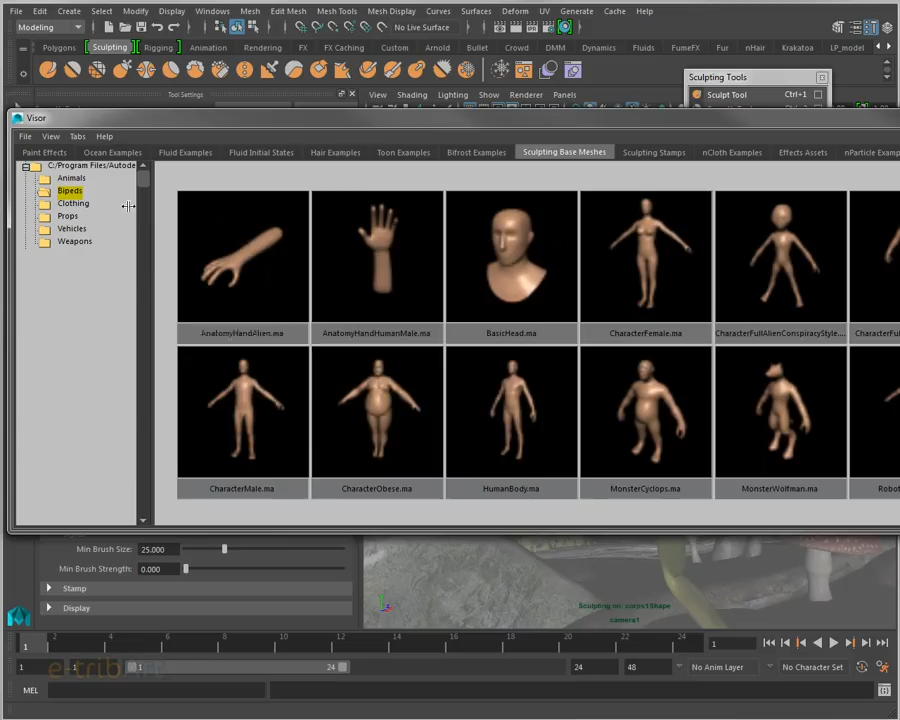 File Edit Create Select Modify Display Windows Mesh Edit Mesh Mesh Tools Mesh Display Curves Surfaces Deform UV Generate Cache Help
Modeling No Live Surface
Polygons Sculpting Rigging Animation Rendering FX FX Caching Custom Arnold Bullet Crowd DMM Dynamics Fluids FumeFX Fur nHair Krakatoa LP_model
Sculpting Tools
Tool Settings View Shading Lighting Show Renderer Panels Sculpt Tool Ctrl+1
Visor
File View Tabs Help
Paint Effects Ocean Examples Fluid Examples Fluid Initial States Hair Examples Toon Examples Bifrost Examples Sculpting Base Meshes Sculpting Stamps nCloth Examples Effects Assets nParticle Examp
C:/Program Files/Autode
Animals
Bipeds
Clothing
Props
Vehicles
Weapons
AnatomyHandAlien.ma AnatomyHandHumanMale.ma BasicHead.ma CharacterFemale.ma CharacterFullAlienConspiracyStyle.... CharacterFu
CharacterMale.ma CharacterObese.ma HumanBody.ma MonsterCyclops.ma MonsterWolfman.ma Robot
Min Brush Size: 25.000
Min Brush Strength: 0.000
Stamp
Display
Sculpting on: corps1Shape
camera1
2 4 6 8 10 12 14 16 18 20 22 24
1 1
1 1 1 24 24 48 No Anim Layer No Character Set
e-tribArt
MEL